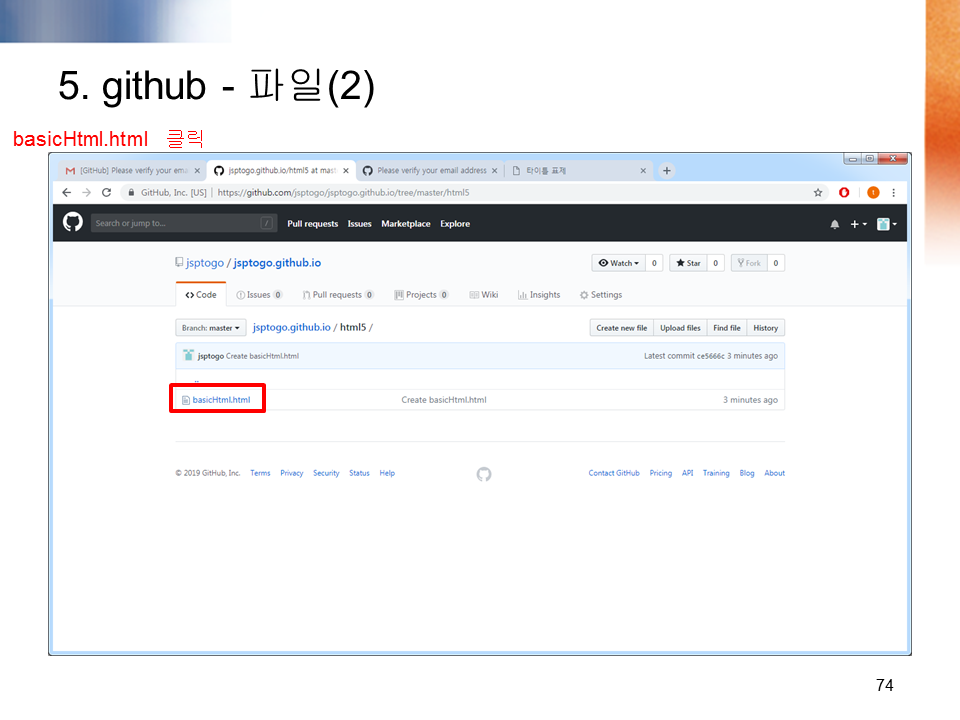 5. github - 파일(2)
basicHtml.html 클릭
[GitHub] Please verify your ema
jsptogo.github.io/html5 at mast
Please verify your email address
타이틀 표제
GitHub, Inc. [US] | https://github.com/jsptogo/jsptogo.github.io/tree/master/html5
Search or jump to... / Pull requests Issues Marketplace Explore
jsptogo / jsptogo.github.io Watch 0 Star 0 Fork 0
Code Issues 0 Pull requests 0 Projects 0 Wiki Insights Settings
Branch: master jsptogo.github.io / html5 / Create new file Upload files Find file History
jsptogo Create basicHtml.html Latest commit ce5666c 3 minutes ago
..
basicHtml.html Create basicHtml.html 3 minutes ago
© 2019 GitHub, Inc. Terms Privacy Security Status Help Contact GitHub Pricing API Training Blog About
74